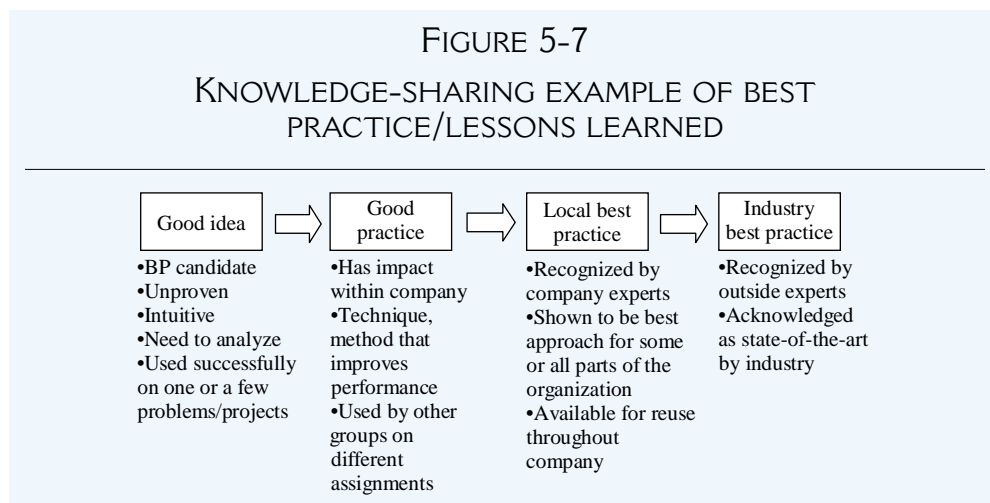 FIGURE 5-7
KNOWLEDGE-SHARING EXAMPLE OF BEST
PRACTICE/LESSONS LEARNED
Good idea
•BP candidate
•Unproven
•Intuitive
•Need to analyze
•Used successfully
on one or a few
problems/projects
Good
practice
•Has impact
within company
•Technique,
method that
improves
performance
•Used by other
groups on
different
assignments
Local best
practice
•Recognized by
company experts
•Shown to be best
approach for some
or all parts of the
organization
•Available for reuse
throughout
company
Industry
best practice
•Recognized by
outside experts
•Acknowledged
as state-of-the-art
by industry